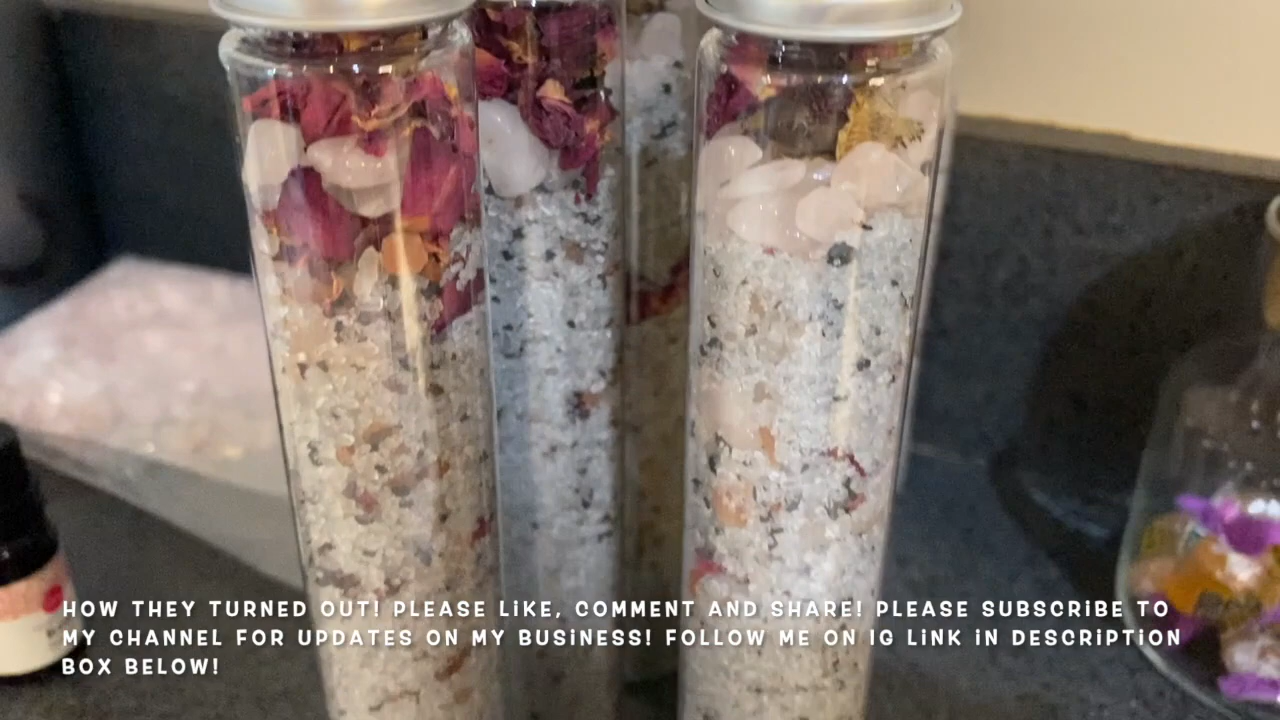 HOW THEY TURNED OUT! PLEASE LiKE, COMMENT AND SHARE! PLEASE SUBSCRiBE TO
MY CHANNEL FOR UPDATES ON MY BUSiNESS! FOLLOW ME ON IG LiNK iN DESCRiPTiON
BOX BELOW!